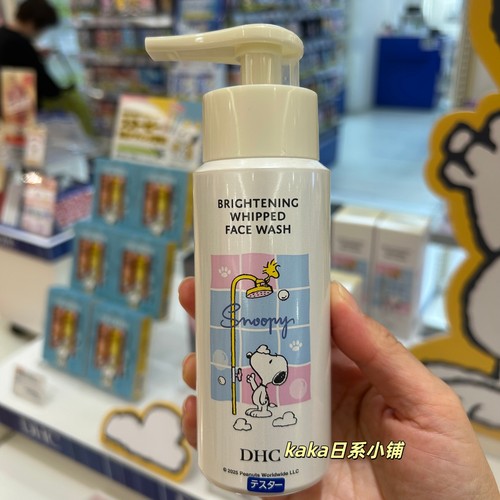 BRIGHTENING
WHIPPED
FACE WASH
Snoopy
DHC
© 2025 Peanuts Worldwide LLC
テスター
kaka日系小铺
DHC